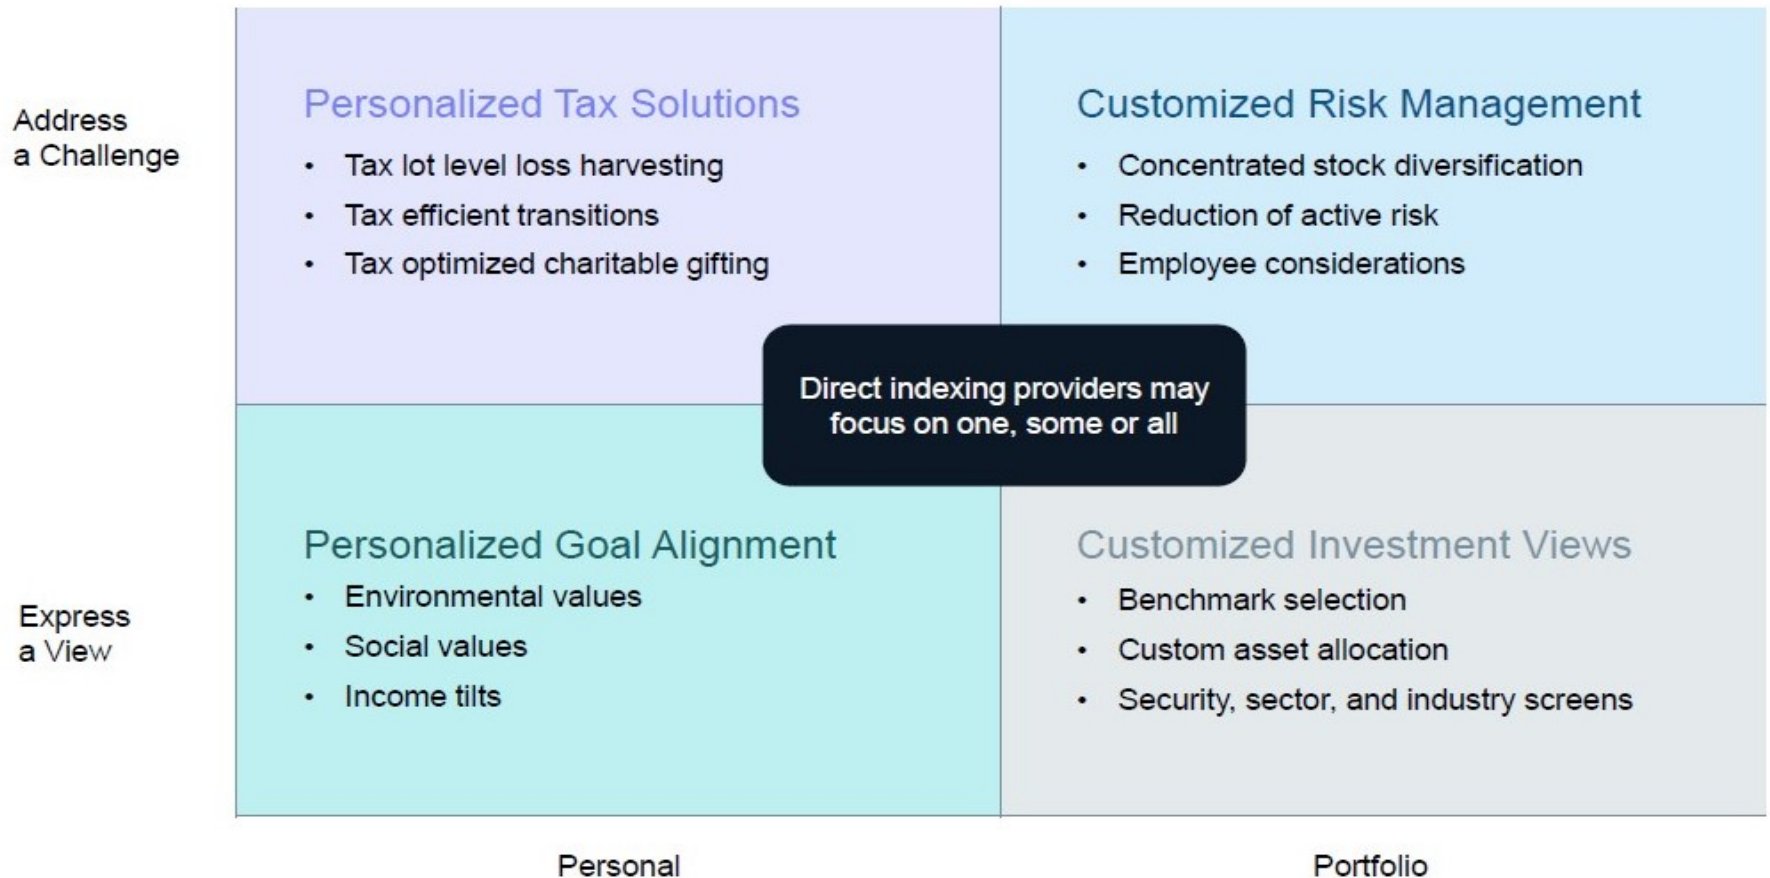 Address
a Challenge
Personalized Tax Solutions
• Tax lot level loss harvesting
• Tax efficient transitions
• Tax optimized charitable gifting
Customized Risk Management
• Concentrated stock diversification
• Reduction of active risk
• Employee considerations
Direct indexing providers may
focus on one, some or all
Express
a View
Personalized Goal Alignment
• Environmental values
• Social values
• Income tilts
Customized Investment Views
• Benchmark selection
• Custom asset allocation
• Security, sector, and industry screens
Personal
Portfolio